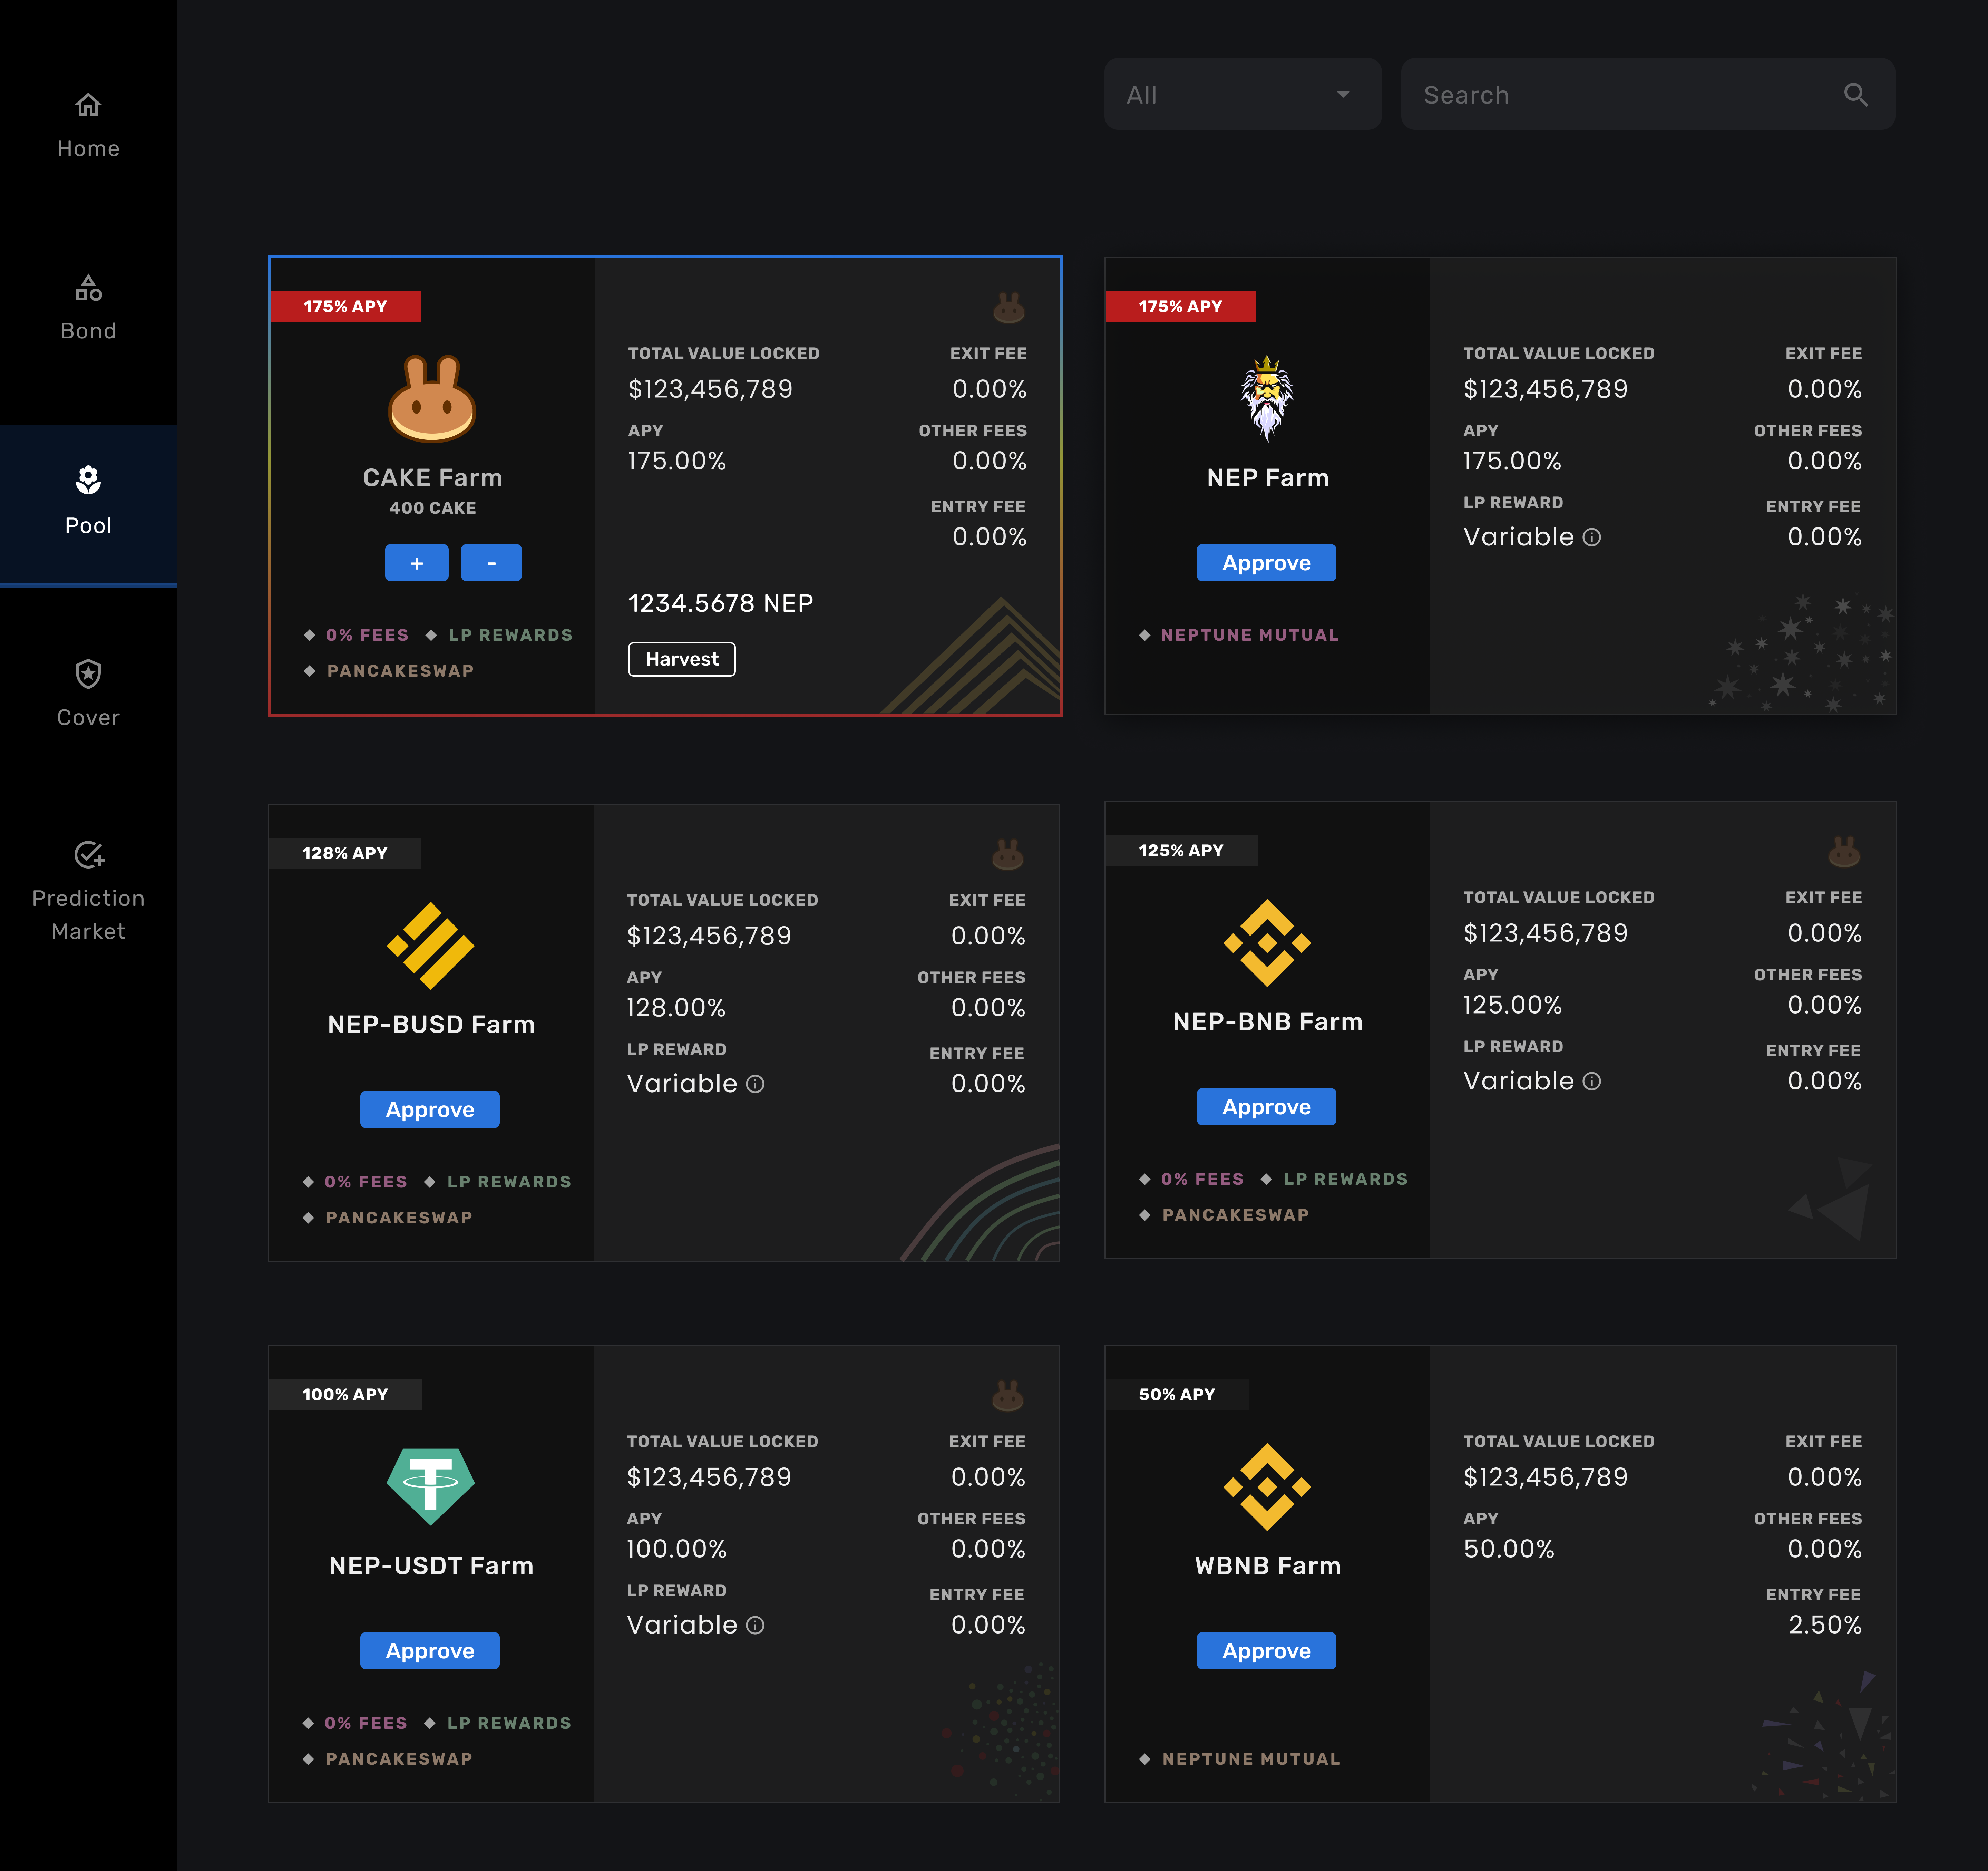 All
Search
Home
Bond
Pool
Cover
Prediction
Market
175% APY
CAKE Farm
400 CAKE
+ -
0% FEES LP REWARDS
PANCAKESWAP
TOTAL VALUE LOCKED EXIT FEE
$123,456,789 0.00%
APY OTHER FEES
175.00% 0.00%
ENTRY FEE
0.00%
1234.5678 NEP
Harvest
175% APY
NEP Farm
Approve
NEPTUNE MUTUAL
TOTAL VALUE LOCKED EXIT FEE
$123,456,789 0.00%
APY OTHER FEES
175.00% 0.00%
LP REWARD ENTRY FEE
Variable 0.00%
128% APY
NEP-BUSD Farm
Approve
0% FEES LP REWARDS
PANCAKESWAP
TOTAL VALUE LOCKED EXIT FEE
$123,456,789 0.00%
APY OTHER FEES
128.00% 0.00%
LP REWARD ENTRY FEE
Variable 0.00%
125% APY
NEP-BNB Farm
Approve
0% FEES LP REWARDS
PANCAKESWAP
TOTAL VALUE LOCKED EXIT FEE
$123,456,789 0.00%
APY OTHER FEES
125.00% 0.00%
LP REWARD ENTRY FEE
Variable 0.00%
100% APY
NEP-USDT Farm
Approve
0% FEES LP REWARDS
PANCAKESWAP
TOTAL VALUE LOCKED EXIT FEE
$123,456,789 0.00%
APY OTHER FEES
100.00% 0.00%
LP REWARD ENTRY FEE
Variable 0.00%
50% APY
WBNB Farm
Approve
NEPTUNE MUTUAL
TOTAL VALUE LOCKED EXIT FEE
$123,456,789 0.00%
APY OTHER FEES
50.00% 0.00%
ENTRY FEE
2.50%